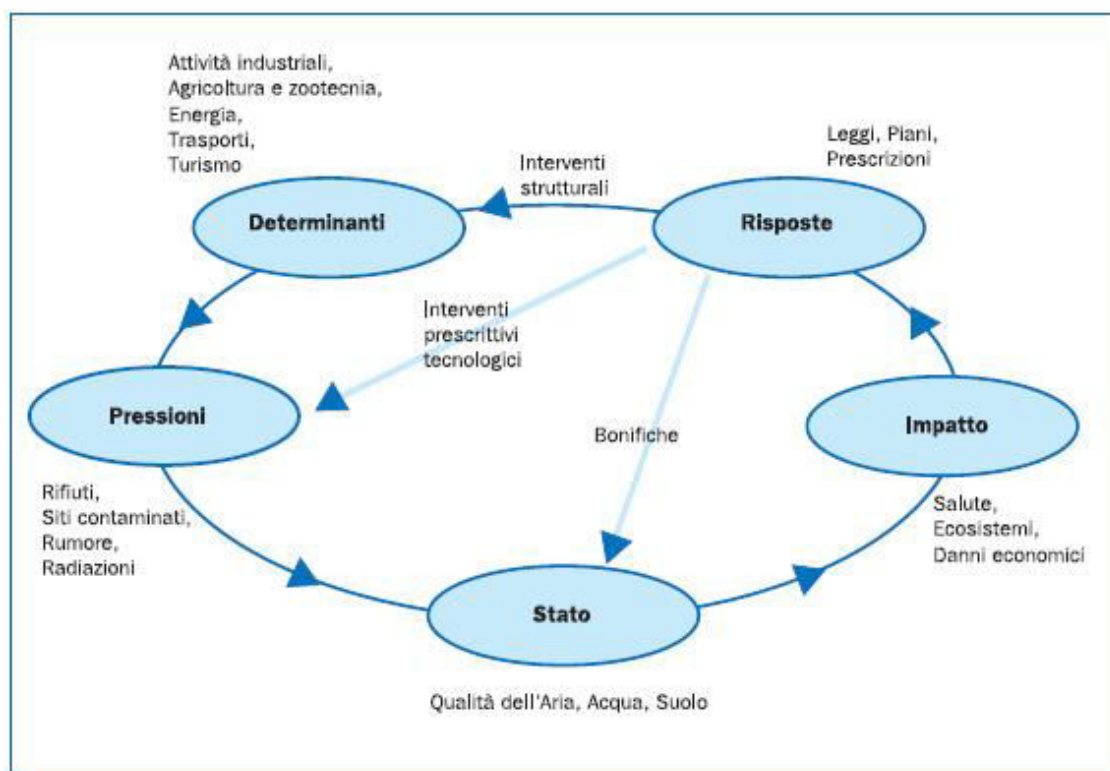 Attività industriali,
Agricoltura e zootecnia,
Energia,
Trasporti,
Turismo
Leggi, Piani,
Prescrizioni
Interventi
strutturali
Determinanti
Risposte
Interventi
prescrittivi
tecnologici
Pressioni
Impatto
Bonifiche
Rifiuti,
Siti contaminati,
Rumore,
Radiazioni
Salute,
Ecosistemi,
Danni economici
Stato
Qualità dell'Aria, Acqua, Suolo